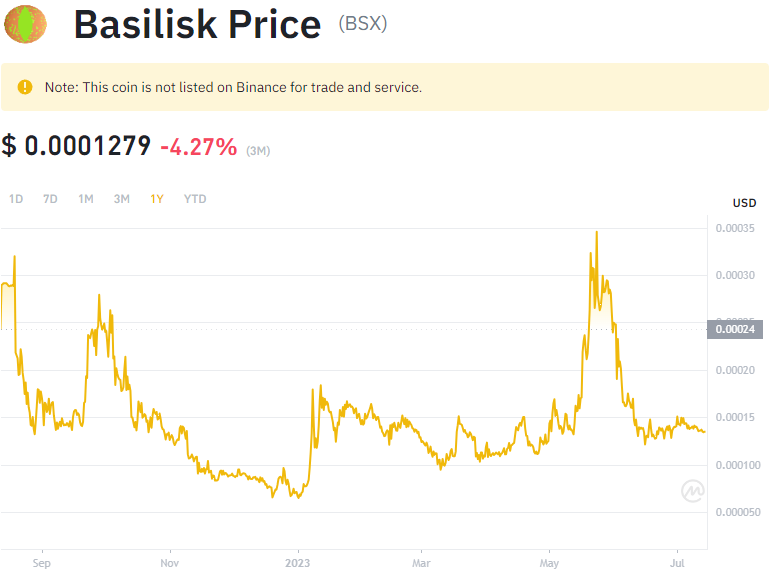 Basilisk Price (BSX)
Note: This coin is not listed on Binance for trade and service.
$ 0.0001279 -4.27% (3M)
1D 7D 1M 3M 1Y YTD
USD
0.00035
0.00030
0.00024
0.00020
0.00015
0.000100
0.000050
Sep Nov 2023 Mar May Jul